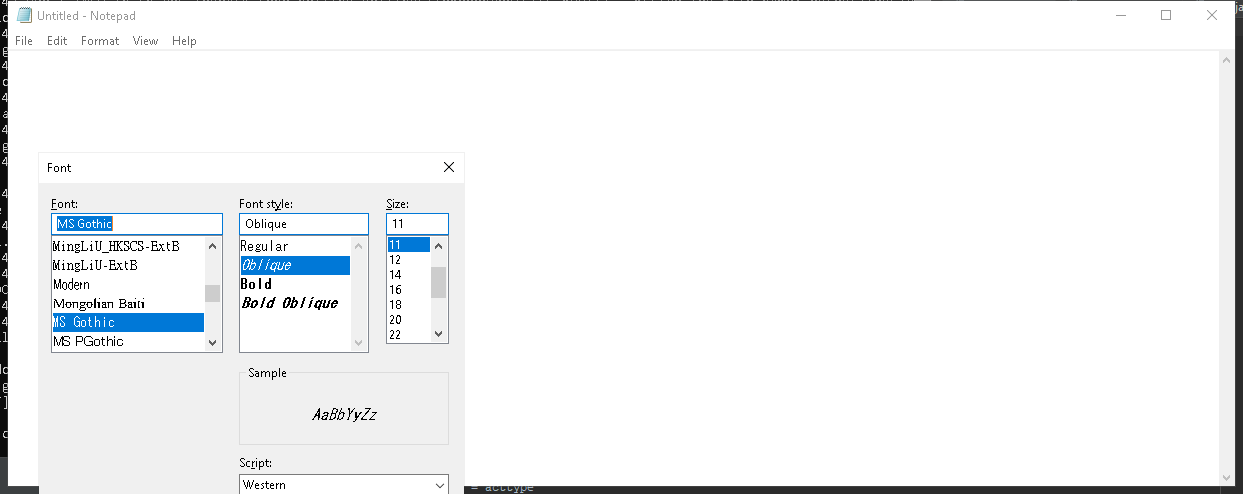 Untitled - Notepad
File Edit Format View Help
Font
Font: Font style: Size:
MS Gothic Oblique 11
MingLiU_HKSCS-ExtB Regular 11
MingLiU-ExtB Oblique 12
Modern Bold 14
Mongolian Baiti Bold Oblique 16
MS Gothic 18
MS PGothic 20
22
Sample
AaBbYyZz
Script:
Western
= acctype